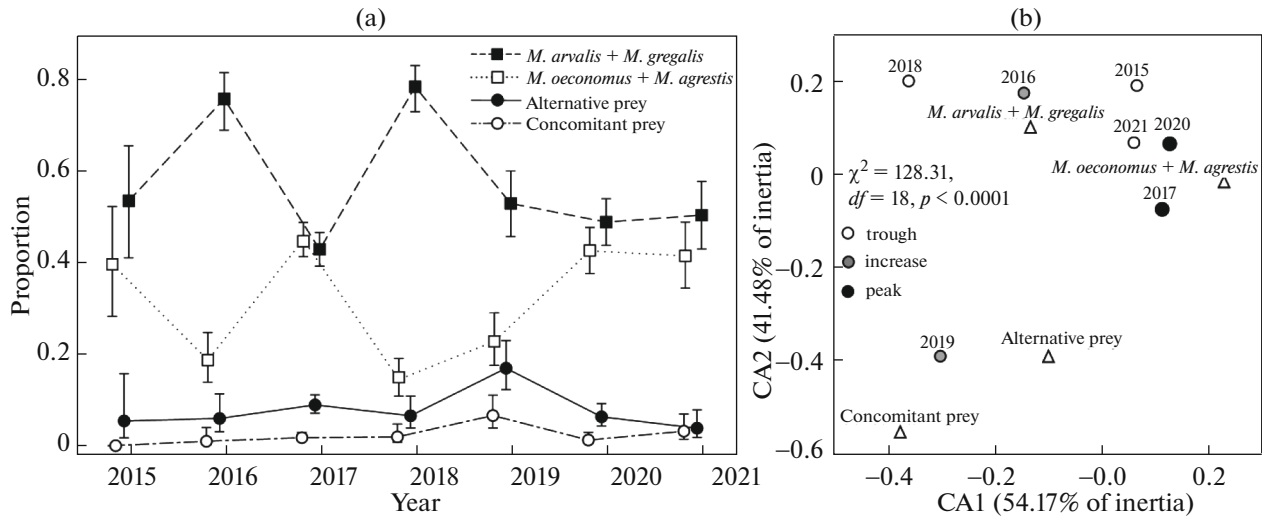 (a)
M. arvalis + M. gregalis
M. oeconomus + M. agrestis
Alternative prey
Concomitant prey
0.8
0.6
0.4
0.2
0
Proportion
2015 2016 2017 2018 2019 2020 2021
Year
(b)
2018
2016
2015
M. arvalis + M. gregalis
2021 2020
M. oeconomus + M. agrestis
2017
χ² = 128.31,
df = 18, p < 0.0001
trough
increase
peak
2019
Alternative prey
Concomitant prey
0.2
0
−0.2
−0.4
−0.6
CA2 (41.48% of inertia)
−0.4 −0.2 −0.0 0.2
CA1 (54.17% of inertia)